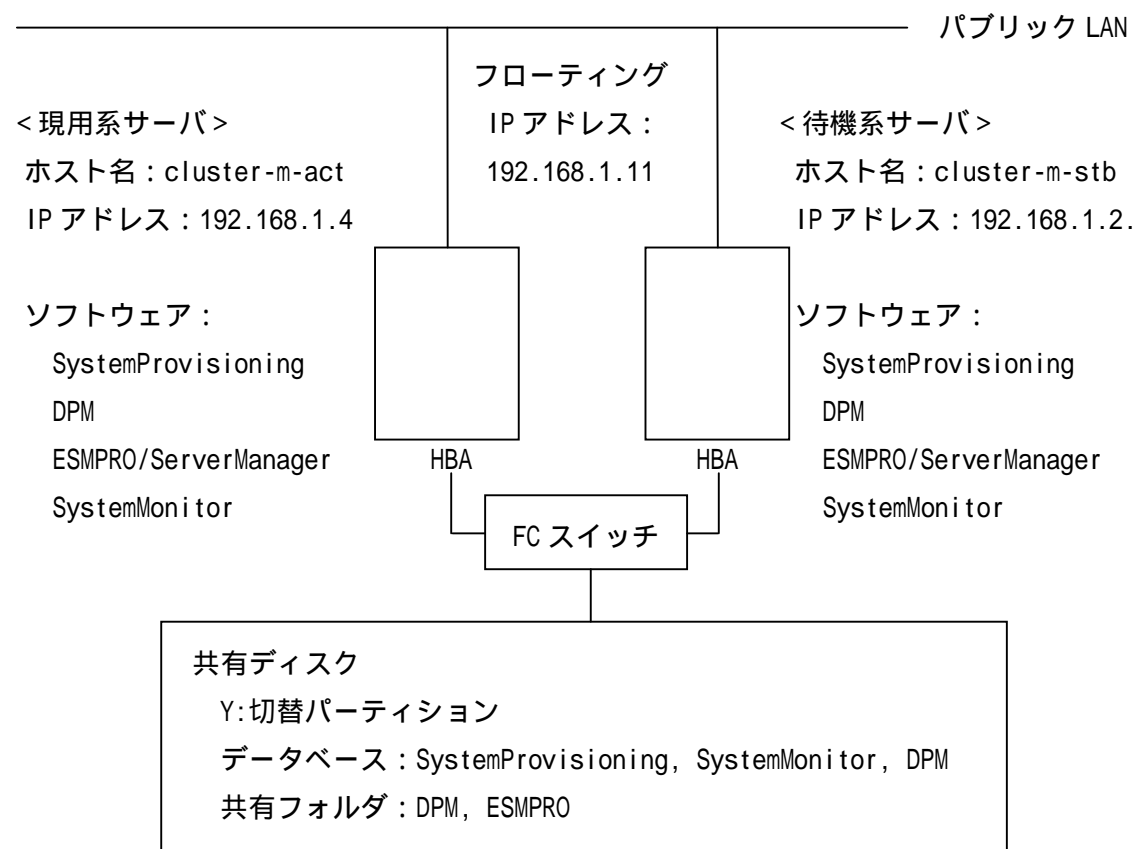 パブリック LAN
フローティング
IP アドレス：
192.168.1.11
<現用系サーバ>
ホスト名：cluster-m-act
IP アドレス：192.168.1.4
ソフトウェア：
SystemProvisioning
DPM
ESMPRO/ServerManager
SystemMonitor
<待機系サーバ>
ホスト名：cluster-m-stb
IP アドレス：192.168.1.2.
ソフトウェア：
SystemProvisioning
DPM
ESMPRO/ServerManager
SystemMonitor
HBA
HBA
FC スイッチ
共有ディスク
Y:切替パーティション
データベース：SystemProvisioning, SystemMonitor, DPM
共有フォルダ：DPM, ESMPRO